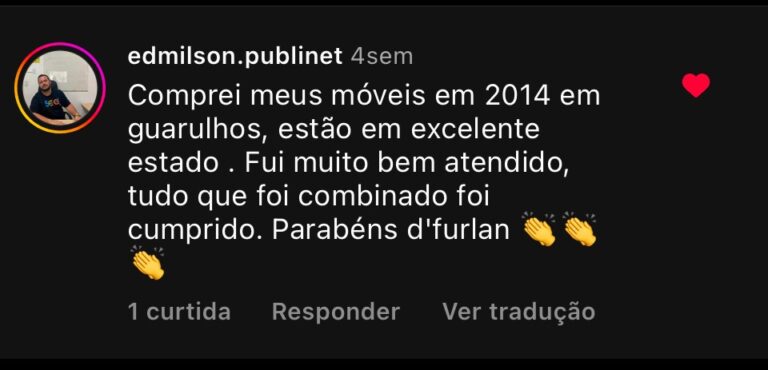 edmilson.publinet 4sem
Comprei meus móveis em 2014 em
guarulhos, estão em excelente
estado . Fui muito bem atendido,
tudo que foi combinado foi
cumprido. Parabéns d'furlan 👏👏
👏
1 curtida Responder Ver tradução